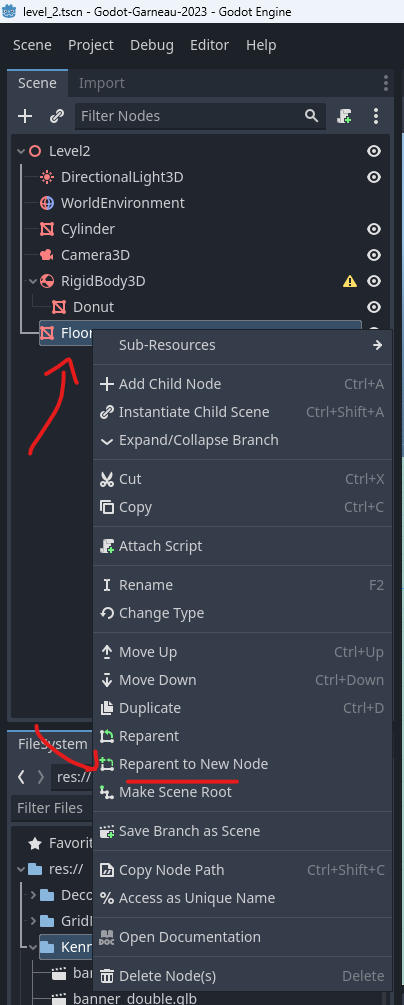 level_2.tscn - Godot-Garneau-2023 - Godot Engine
Scene Project Debug Editor Help
Scene Import
Filter Nodes
Level2
DirectionalLight3D
WorldEnvironment
Cylinder
Camera3D
RigidBody3D
Donut
Floor
Sub-Resources
Add Child Node Ctrl+A
Instantiate Child Scene Ctrl+Shift+A
Expand/Collapse Branch
Cut Ctrl+X
Copy Ctrl+C
Attach Script
Rename F2
Change Type
Move Up Ctrl+Up
Move Down Ctrl+Down
Duplicate Ctrl+D
FileSystem
Reparent
res://
Reparent to New Node
Filter Files
Make Scene Root
Favorit
Save Branch as Scene
res://
Copy Node Path Ctrl+Shift+C
Deco
Access as Unique Name
Grid
Kenn
Open Documentation
ban
Delete Node(s) Delete
banner_double.glb